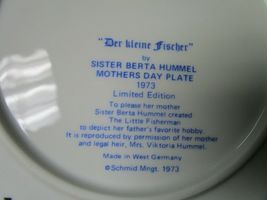 "Der kleine Fischer"
by
SISTER BERTA HUMMEL
MOTHERS DAY PLATE
1973
Limited Edition
To please her mother
Sister Berta Hummel created
The Little Fisherman
to depict her father's favorite hobby.
It is reproduced by permission of her mother
and legal heir, Mrs. Viktoria Hummel.
Made in West Germany
©Schmid Mngt. 1973